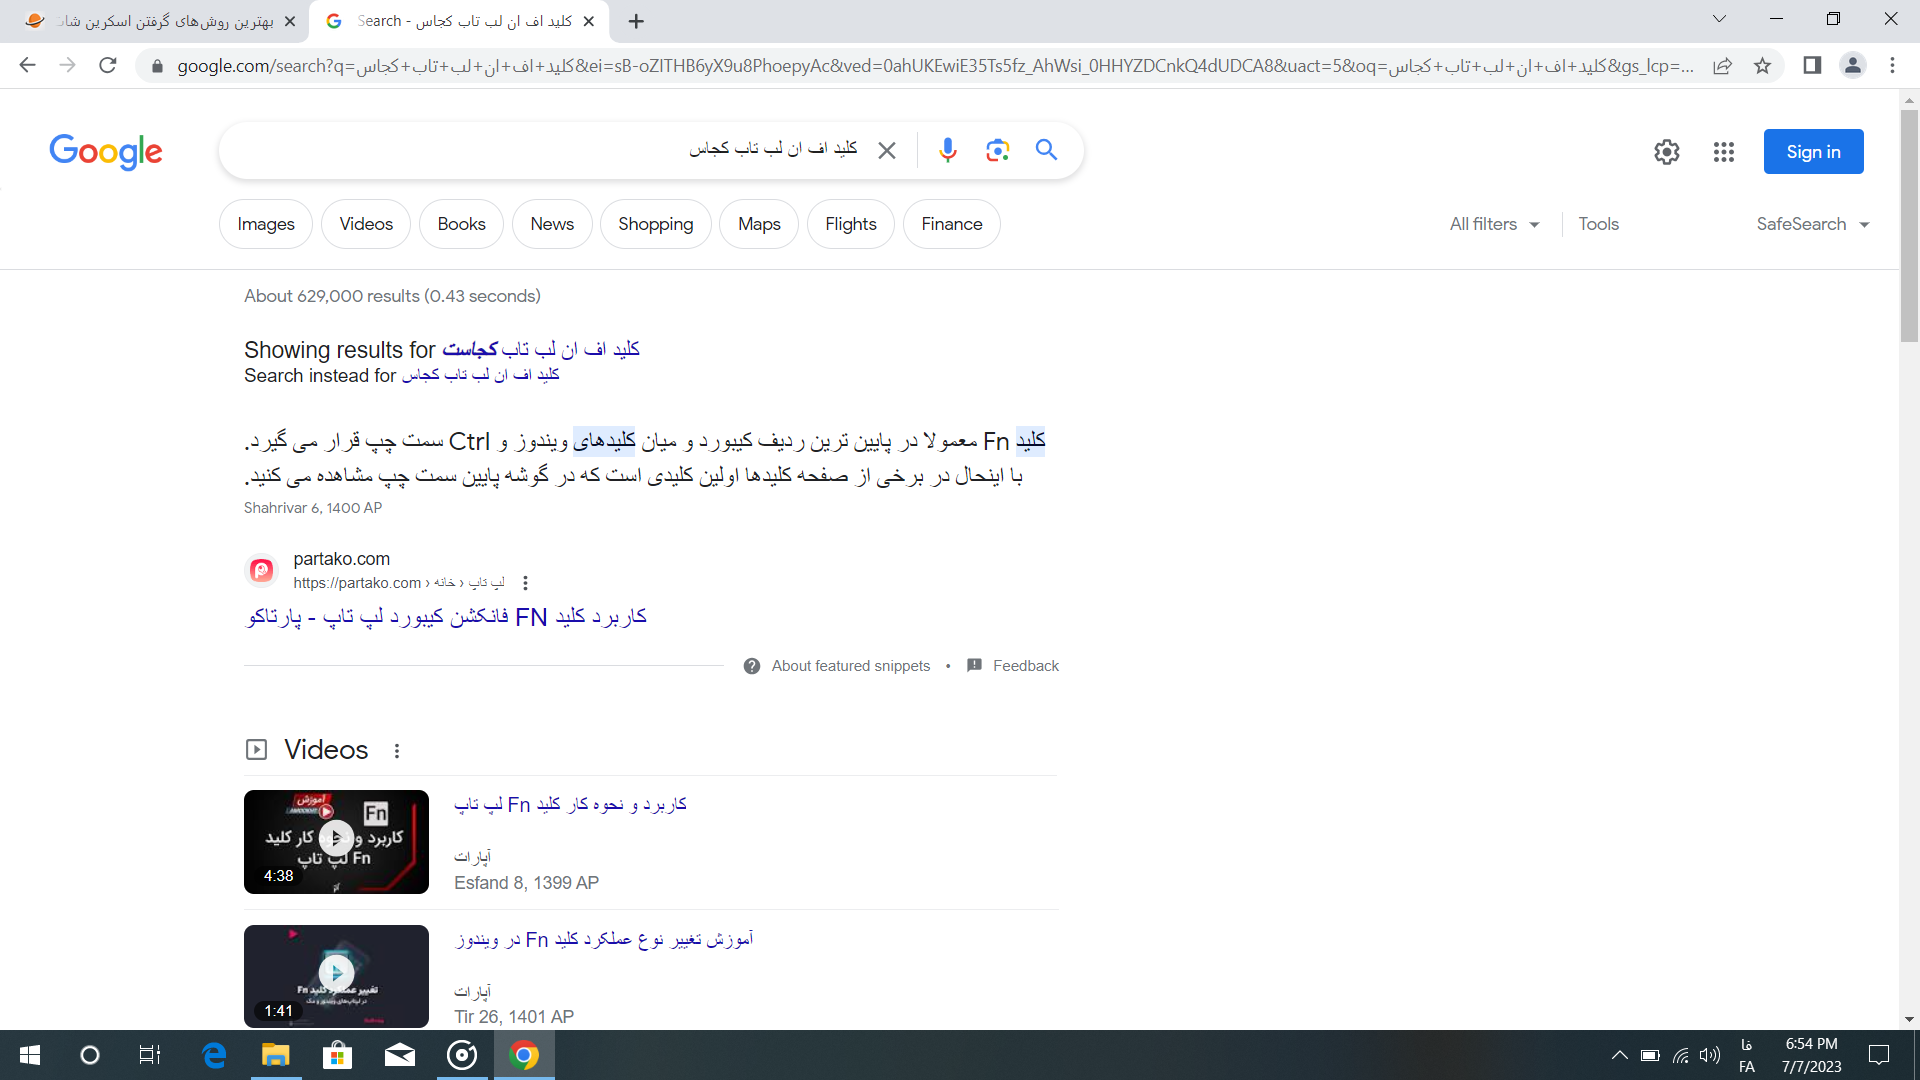 بهترین روش‌های گرفتن اسکرین شات
کلید اف ان لب تاب کجاس - Search
google.com/search?q=کلید+اف+ان+لب+تاب+کجاس&ei=sB-oZITHB6yX9u8PhoepyAc&ved=0ahUKEwiE35Ts5fz_AhWsi_0HHYZDCnkQ4dUDCA8&uact=5&oq=کلید+اف+ان+لب+تاب+کجاس&gs_lcp=...
Google
کلید اف ان لب تاب کجاس
Sign in
Images
Videos
Books
News
Shopping
Maps
Flights
Finance
All filters
Tools
SafeSearch
About 629,000 results (0.43 seconds)
Showing results for کلید اف ان لب تاب کجاست
Search instead for کلید اف ان لب تاب کجاس
کلید Fn معمولا در پایین ترین ردیف کیبورد و میان کلیدهای ویندوز و Ctrl سمت چپ قرار می گیرد.
با اینحال در برخی از صفحه کلیدها اولین کلیدی است که در گوشه پایین سمت چپ مشاهده می کنید.
Shahrivar 6, 1400 AP
partako.com
https://partako.com › خانه › لپ تاپ
کاربرد کلید FN فانکشن کیبورد لپ تاپ - پارتاکو
About featured snippets
•
Feedback
Videos
آموزش
Fn
کاربرد و نحوه کار کلید
Fn لپ تاپ
4:38
کاربرد و نحوه کار کلید Fn لپ تاپ
آپارات
Esfand 8, 1399 AP
تغییر عملکرد کلید Fn
در لپتاپ‌های ویندوز و مک
1:41
آموزش تغییر نوع عملکرد کلید Fn در ویندوز
آپارات
Tir 26, 1401 AP
فا
FA
6:54 PM
7/7/2023